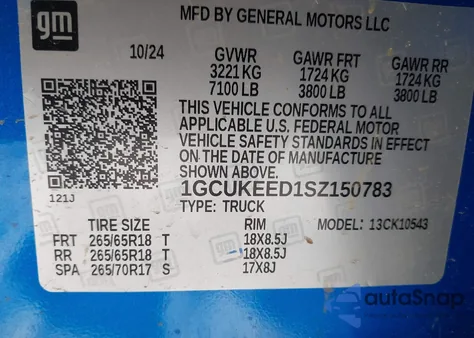 gm
MFD BY GENERAL MOTORS LLC
10/24 GVWR GAWR FRT GAWR RR
3221 KG 1724 KG 1724 KG
7100 LB 3800 LB 3800 LB
THIS VEHICLE CONFORMS TO ALL
APPLICABLE U.S. FEDERAL MOTOR
VEHICLE SAFETY STANDARDS IN EFFECT
ON THE DATE OF MANUFACTURE
SHOWN ABOVE.
1GCUKEED1SZ150783
121J TYPE: TRUCK
TIRE SIZE RIM MODEL: 13CK10543
FRT 265/65R18 T 18X8.5J
RR 265/65R18 T 18X8.5J
SPA 265/70R17 S 17X8J
autoSnap